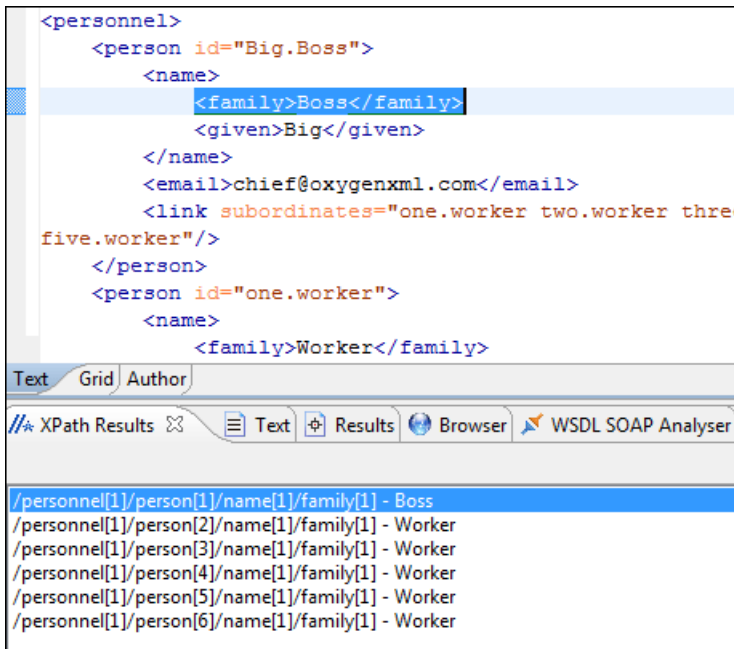 <personnel>
<person id="Big.Boss">
<name>
<family>Boss</family>
<given>Big</given>
</name>
<email>chief@oxygenxml.com</email>
<link subordinates="one.worker two.worker three
five.worker"/>
</person>
<person id="one.worker">
<name>
<family>Worker</family>
Text Grid Author
XPath Results Text Results Browser WSDL SOAP Analyser
/personnel[1]/person[1]/name[1]/family[1] - Boss
/personnel[1]/person[2]/name[1]/family[1] - Worker
/personnel[1]/person[3]/name[1]/family[1] - Worker
/personnel[1]/person[4]/name[1]/family[1] - Worker
/personnel[1]/person[5]/name[1]/family[1] - Worker
/personnel[1]/person[6]/name[1]/family[1] - Worker